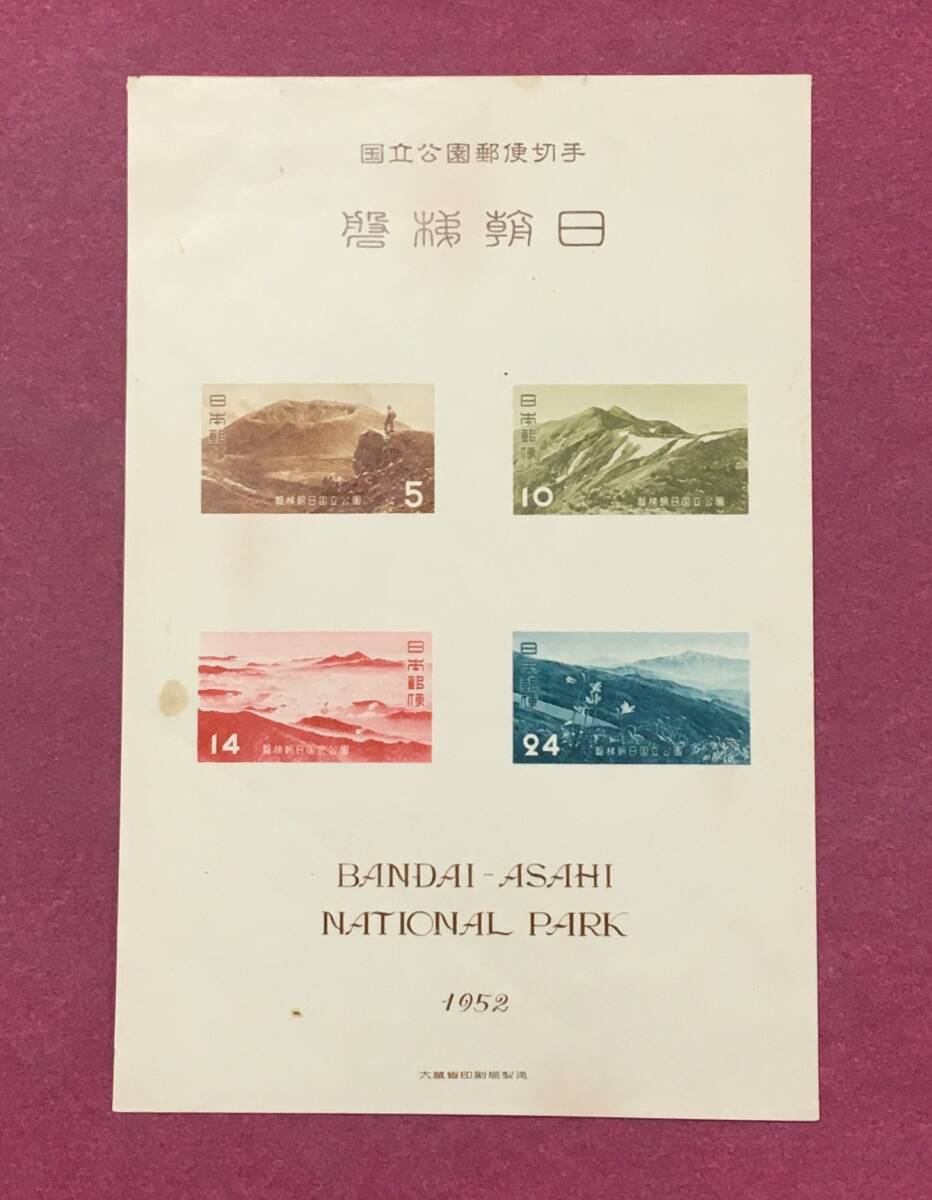 国立公園郵便切手
磐梯朝日
日本郵便
磐梯朝日国立公園
5
日本郵便
10
磐梯朝日国立公園
日本郵便
14
磐梯朝日国立公園
日本郵便
24
磐梯朝日国立公園
BANDAI-ASAHI
NATIONAL PARK
1952
大蔵省印刷局製造